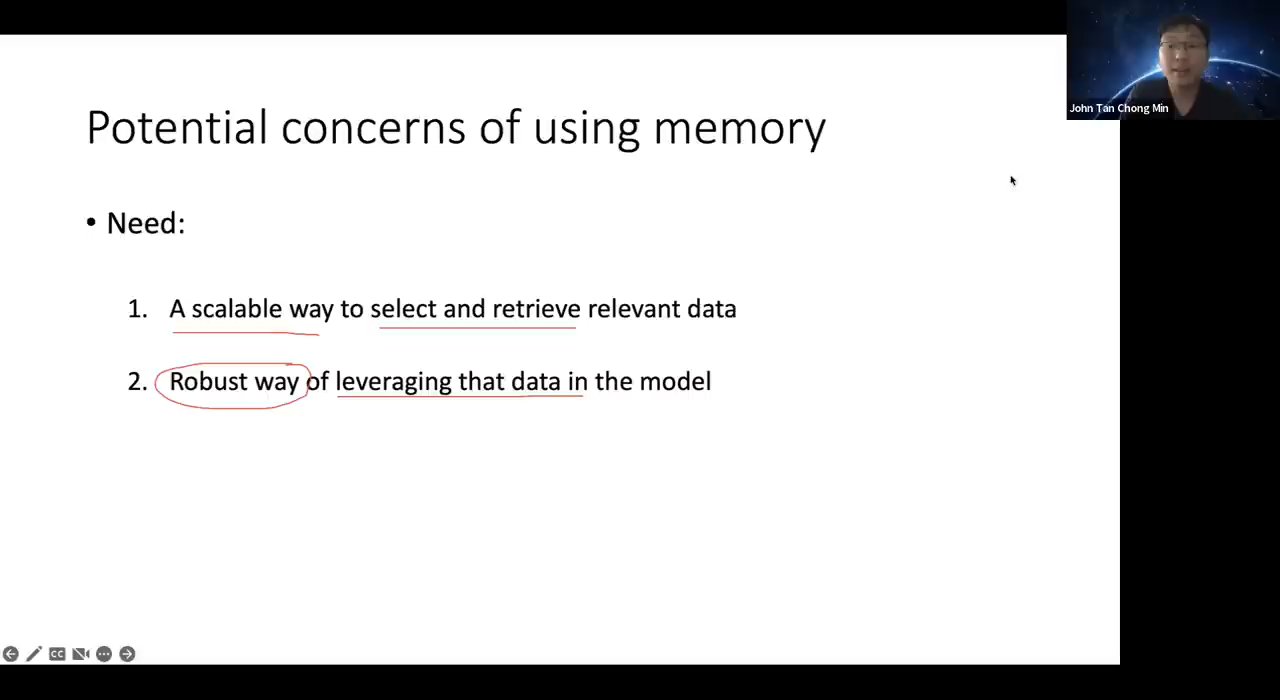 John Tan Chong Min
Potential concerns of using memory
• Need:
1. A scalable way to select and retrieve relevant data
2. Robust way of leveraging that data in the model
CC